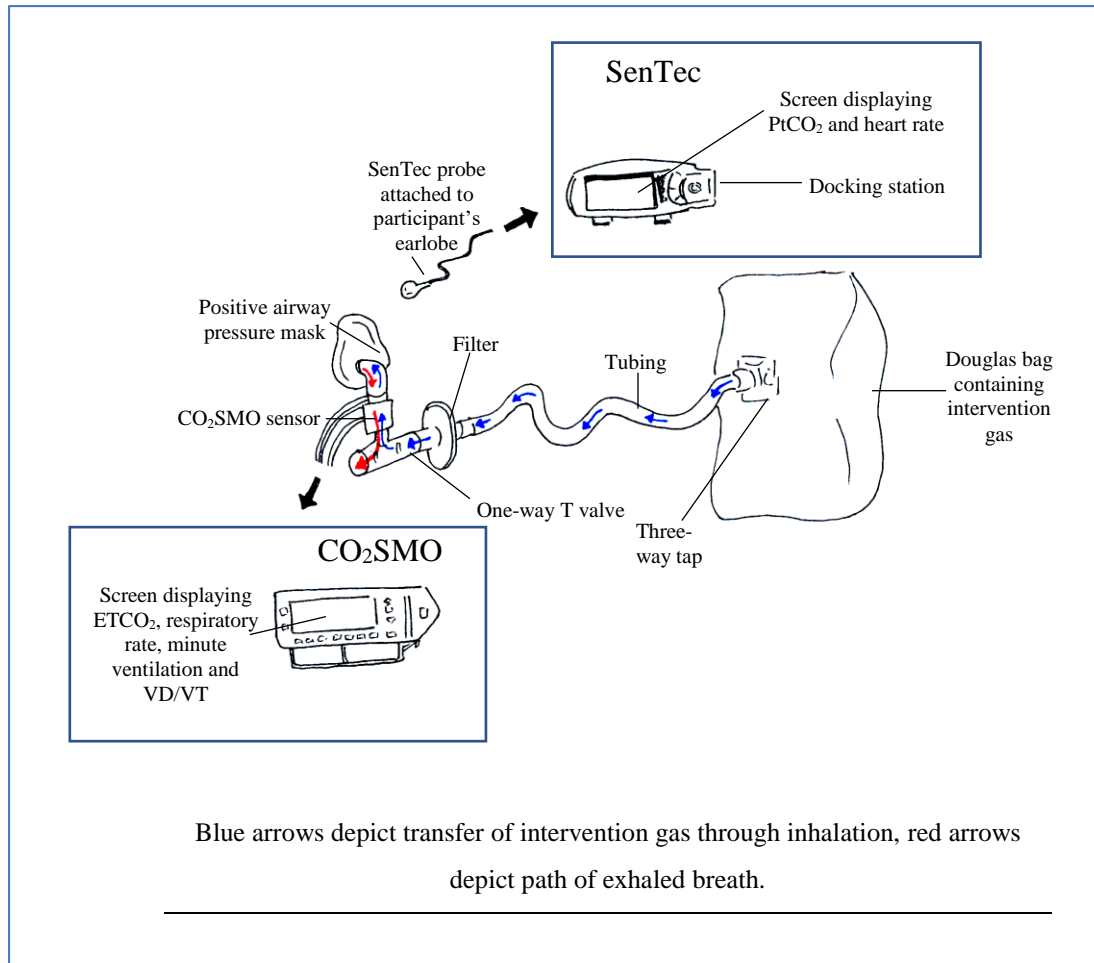 SenTec
Screen displaying
PtCO₂ and heart rate
Docking station
SenTec probe
attached to
participant’s
earlobe
Positive airway
pressure mask
Filter
Tubing
Douglas bag
containing
intervention
gas
CO₂SMO sensor
One-way T valve
Three-
way tap
CO₂SMO
Screen displaying
ETCO₂, respiratory
rate, minute
ventilation and
VD/VT
Blue arrows depict transfer of intervention gas through inhalation, red arrows
depict path of exhaled breath.